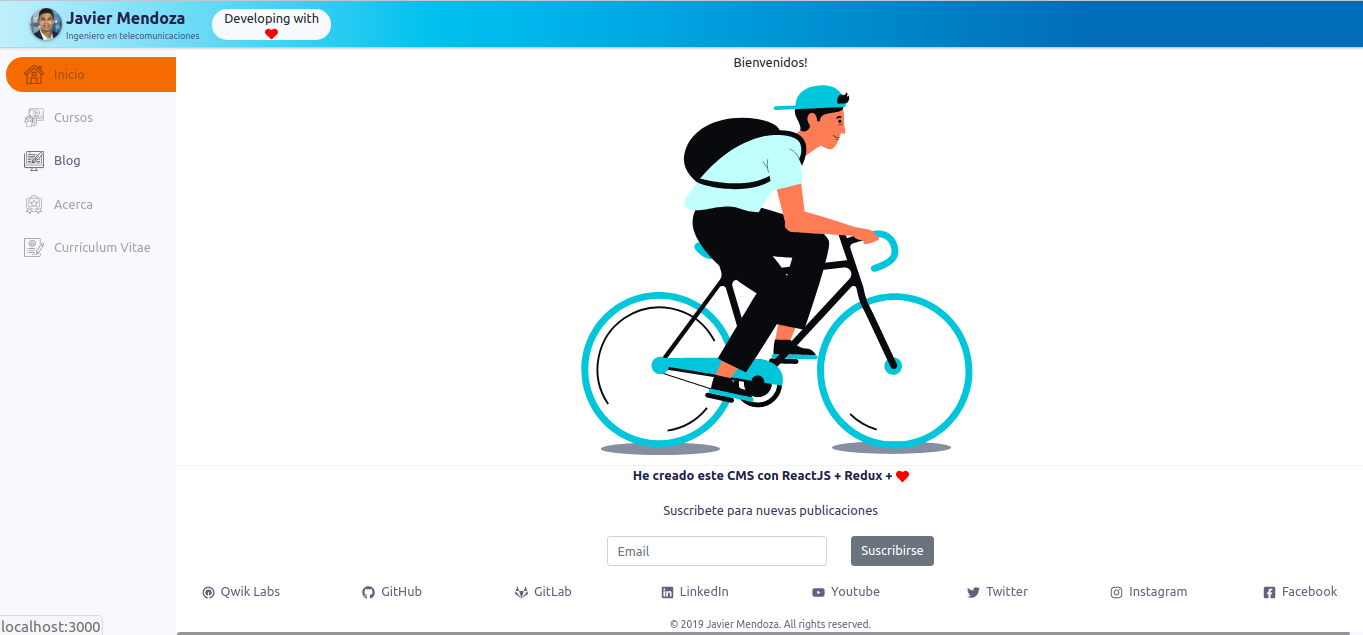 Javier Mendoza
Ingeniero en telecomunicaciones
Developing with
Inicio
Cursos
Blog
Acerca
Currículum Vitae
Bienvenidos!
He creado este CMS con ReactJS + Redux +
Suscribete para nuevas publicaciones
Email
Suscribirse
Qwik Labs
GitHub
GitLab
LinkedIn
Youtube
Twitter
Instagram
Facebook
© 2019 Javier Mendoza. All rights reserved.
localhost:3000